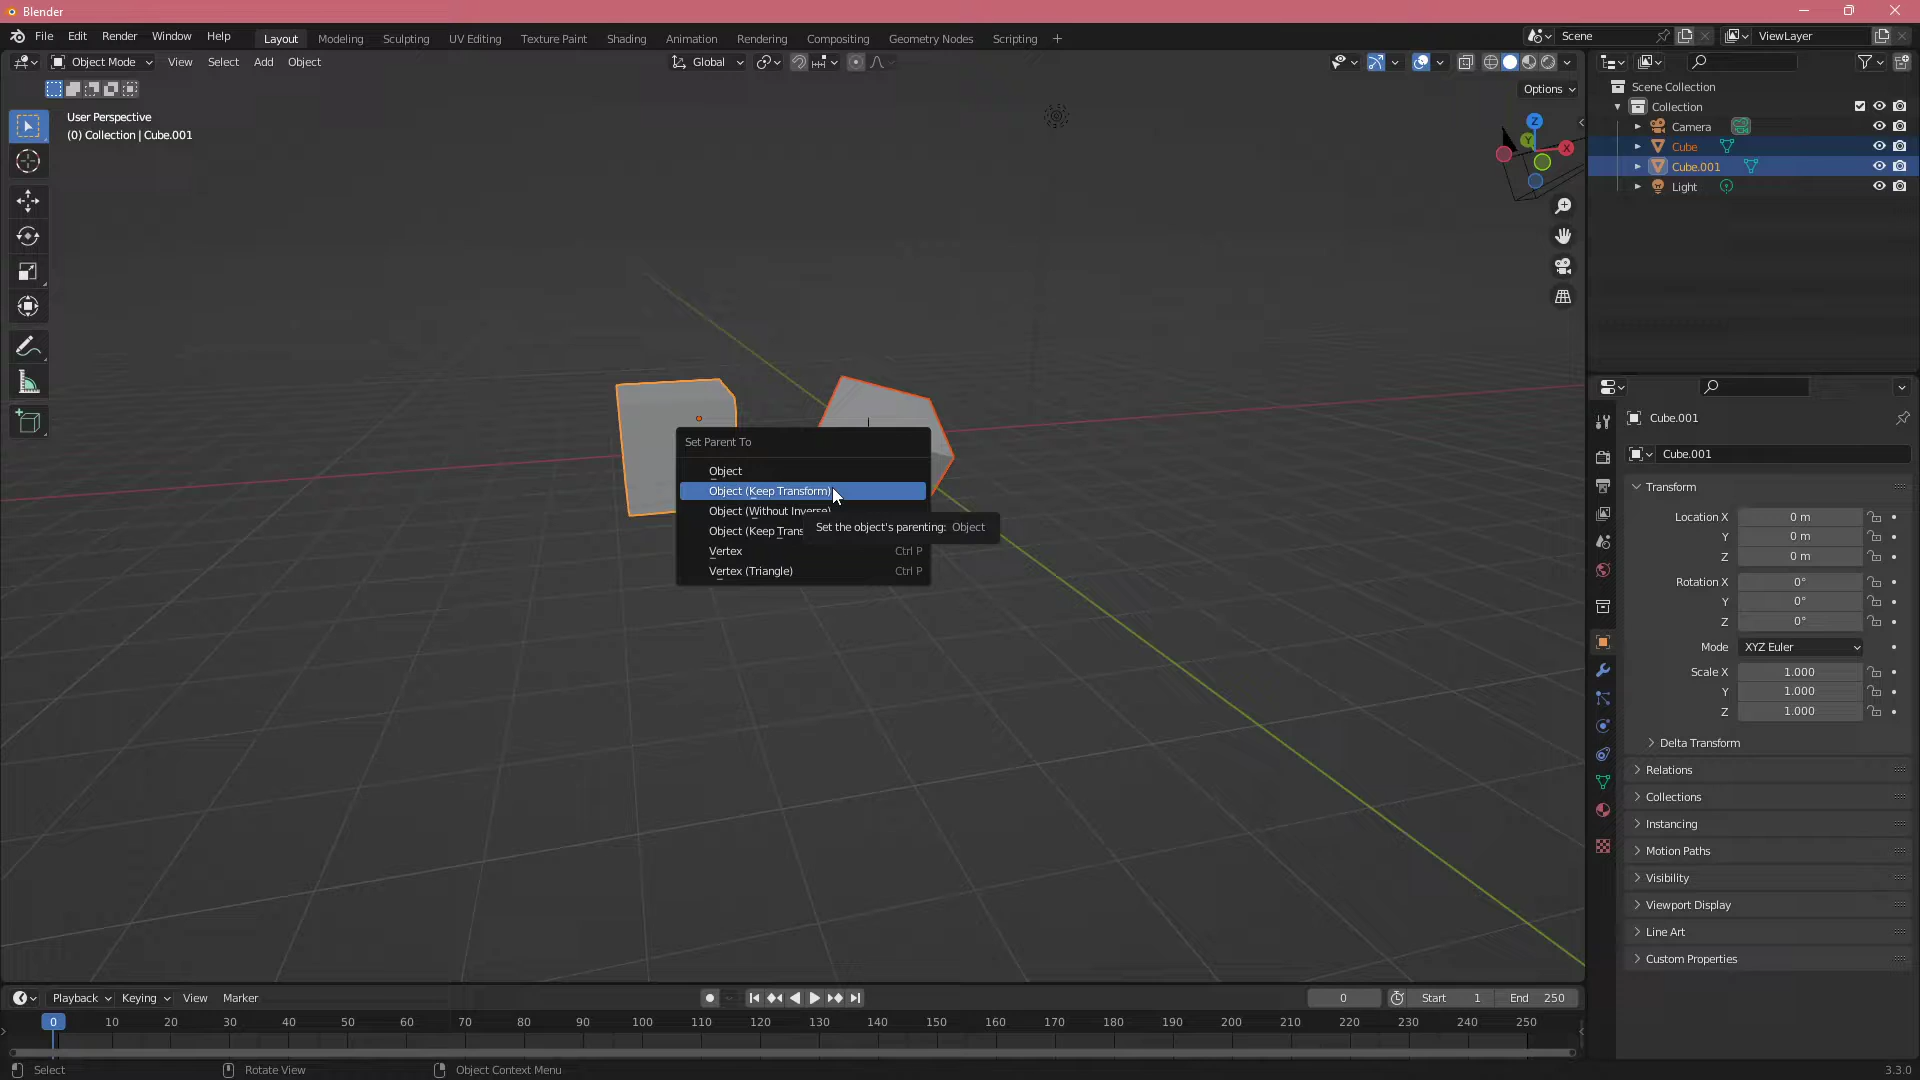 Blender
File Edit Render Window Help
Layout Modeling Sculpting UV Editing Texture Paint Shading Animation Rendering Compositing Geometry Nodes Scripting +
Scene
ViewLayer
Object Mode View Select Add Object
Global
Options
User Perspective
(0) Collection | Cube.001
Z
Y
X
Scene Collection
Collection
Camera
Cube
Cube.001
Light
Set Parent To
Object
Object (Keep Transform)
Object (Without Inverse)
Object (Keep Trans
Set the object's parenting: Object
Vertex Ctrl P
Vertex (Triangle) Ctrl P
Cube.001
Cube.001
Transform
Location X 0 m
Y 0 m
Z 0 m
Rotation X 0°
Y 0°
Z 0°
Mode XYZ Euler
Scale X 1.000
Y 1.000
Z 1.000
Delta Transform
Relations
Collections
Instancing
Motion Paths
Visibility
Viewport Display
Line Art
Custom Properties
Playback Keying View Marker
0 Start 1 End 250
0 10 20 30 40 50 60 70 80 90 100 110 120 130 140 150 160 170 180 190 200 210 220 230 240 250
Select Rotate View Object Context Menu 3.3.0